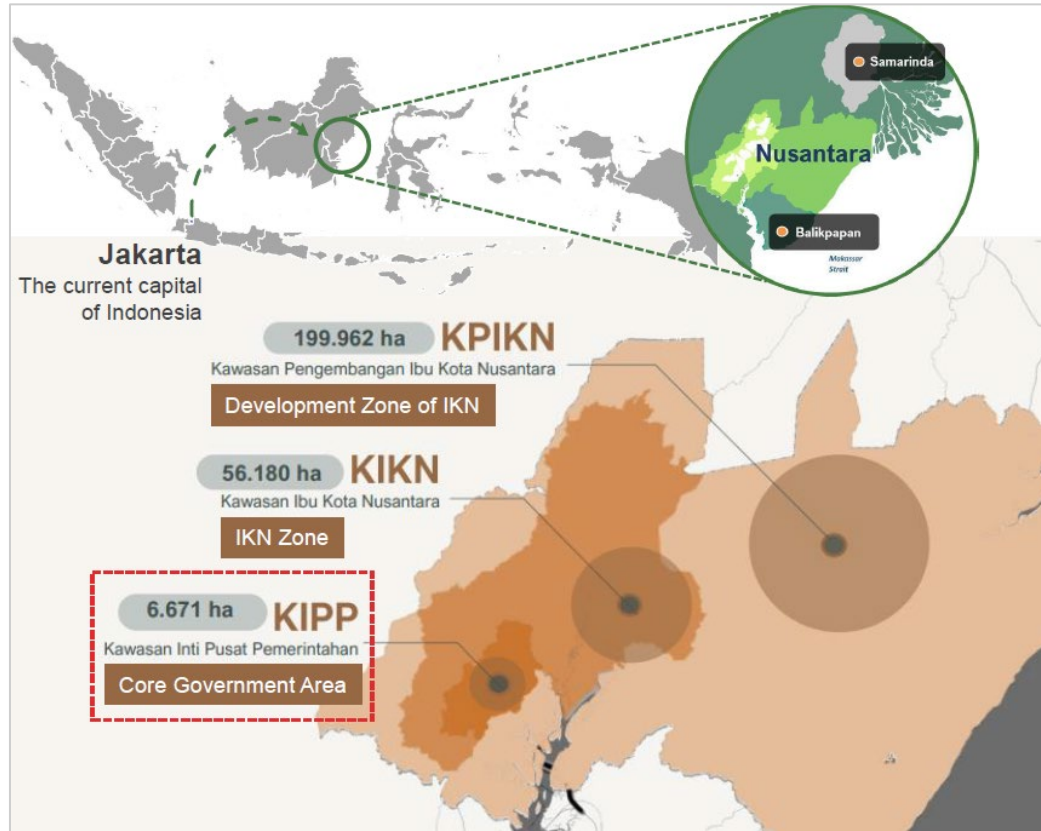 Samarinda
Nusantara
Balikpapan
Makassar
Strait
Jakarta
The current capital
of Indonesia
199.962 ha KPIKN
Kawasan Pengembangan Ibu Kota Nusantara
Development Zone of IKN
56.180 ha KIKN
Kawasan Ibu Kota Nusantara
IKN Zone
6.671 ha KIPP
Kawasan Inti Pusat Pemerintahan
Core Government Area